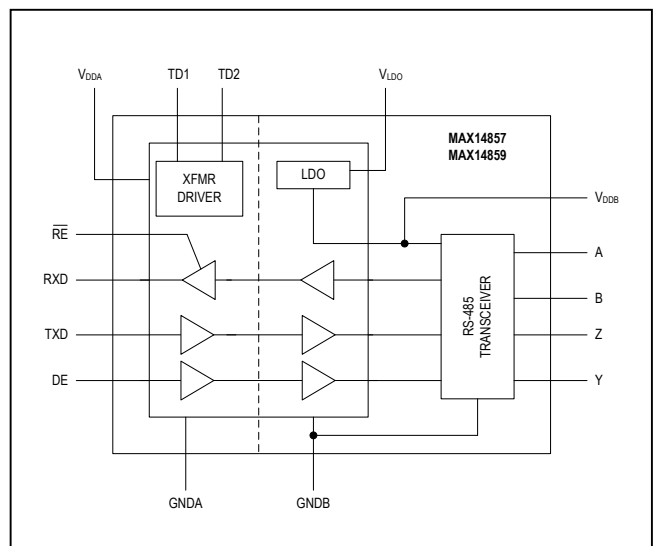 VDDA
TD1
TD2
VLDO
MAX14857
MAX14859
XFMR
DRIVER
LDO
VDDB
RE
A
RXD
B
RS-485
TRANSCEIVER
TXD
Z
DE
Y
GNDA
GNDB